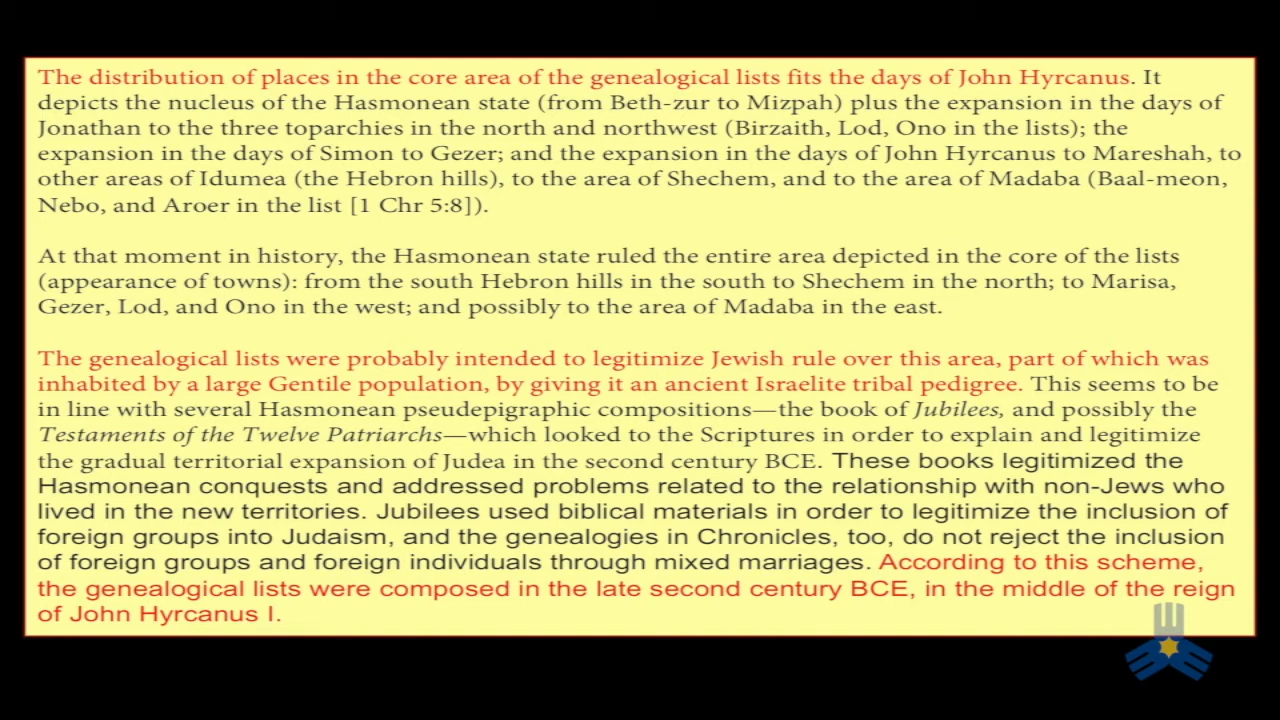 The distribution of places in the core area of the genealogical lists fits the days of John Hyrcanus. It
depicts the nucleus of the Hasmonean state (from Beth-zur to Mizpah) plus the expansion in the days of
Jonathan to the three toparchies in the north and northwest (Birzaith, Lod, Ono in the lists); the
expansion in the days of Simon to Gezer; and the expansion in the days of John Hyrcanus to Mareshah, to
other areas of Idumea (the Hebron hills), to the area of Shechem, and to the area of Madaba (Baal-meon,
Nebo, and Aroer in the list [1 Chr 5:8]).
At that moment in history, the Hasmonean state ruled the entire area depicted in the core of the lists
(appearance of towns): from the south Hebron hills in the south to Shechem in the north; to Marisa,
Gezer, Lod, and Ono in the west; and possibly to the area of Madaba in the east.
The genealogical lists were probably intended to legitimize Jewish rule over this area, part of which was
inhabited by a large Gentile population, by giving it an ancient Israelite tribal pedigree. This seems to be
in line with several Hasmonean pseudepigraphic compositions—the book of Jubilees, and possibly the
Testaments of the Twelve Patriarchs—which looked to the Scriptures in order to explain and legitimize
the gradual territorial expansion of Judea in the second century BCE. These books legitimized the
Hasmonean conquests and addressed problems related to the relationship with non-Jews who
lived in the new territories. Jubilees used biblical materials in order to legitimize the inclusion of
foreign groups into Judaism, and the genealogies in Chronicles, too, do not reject the inclusion
of foreign groups and foreign individuals through mixed marriages. According to this scheme,
the genealogical lists were composed in the late second century BCE, in the middle of the reign
of John Hyrcanus I.